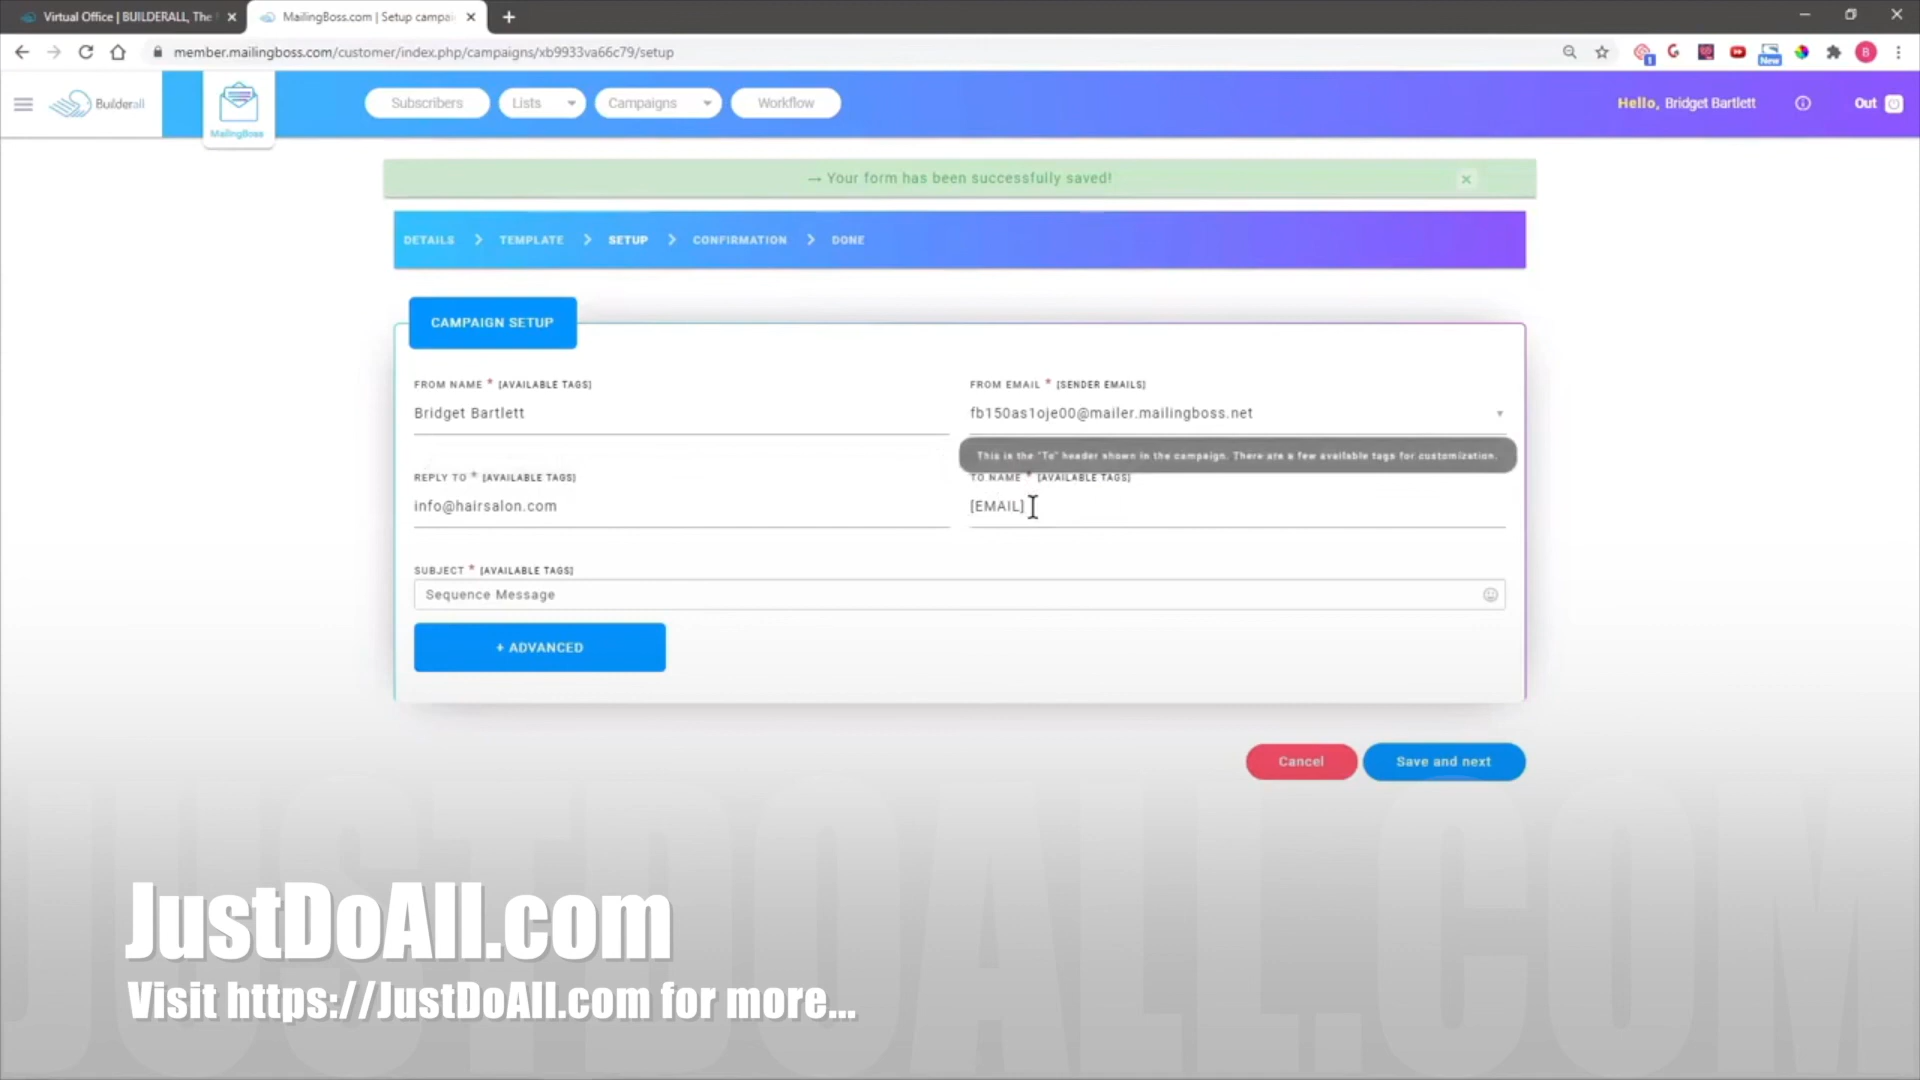 Virtual Office | BUILDERALL, The
MailingBoss.com | Setup campai
member.mailingboss.com/customer/index.php/campaigns/xb9933va66c79/setup
1
New
B
Builderall
MailingBoss
Subscribers
Lists
Campaigns
Workflow
Hello, Bridget Bartlett
Out
→ Your form has been successfully saved!
DETAILS > TEMPLATE > SETUP > CONFIRMATION > DONE
CAMPAIGN SETUP
FROM NAME * [AVAILABLE TAGS]
Bridget Bartlett
FROM EMAIL * [SENDER EMAILS]
fb150as1oje00@mailer.mailingboss.net
This is the "To" header shown in the campaign. There are a few available tags for customization.
REPLY TO * [AVAILABLE TAGS]
info@hairsalon.com
TO NAME * [AVAILABLE TAGS]
[EMAIL]
SUBJECT * [AVAILABLE TAGS]
Sequence Message
+ ADVANCED
Cancel
Save and next
JUSTDOALL.COM
JustDoAll.com
Visit https://JustDoAll.com for more...